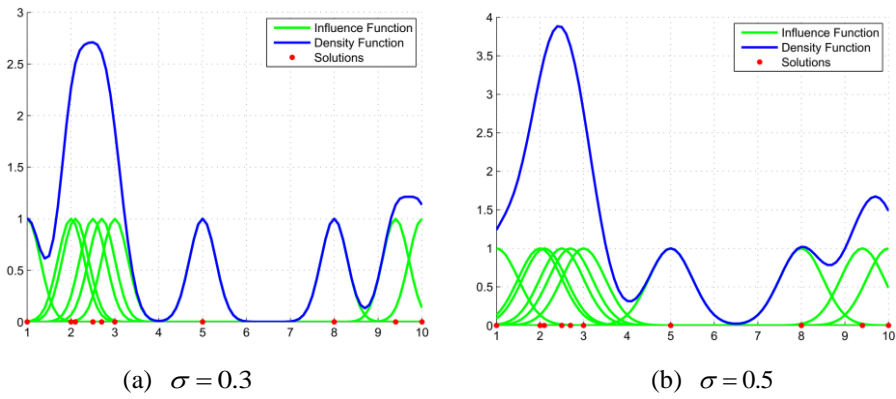 3
2.5
2
1.5
1
0.5
0
1 2 3 4 5 6 7 8 9 10
Influence Function
Density Function
Solutions
(a) σ = 0.3
4
3.5
3
2.5
2
1.5
1
0.5
0
1 2 3 4 5 6 7 8 9 10
Influence Function
Density Function
Solutions
(b) σ = 0.5